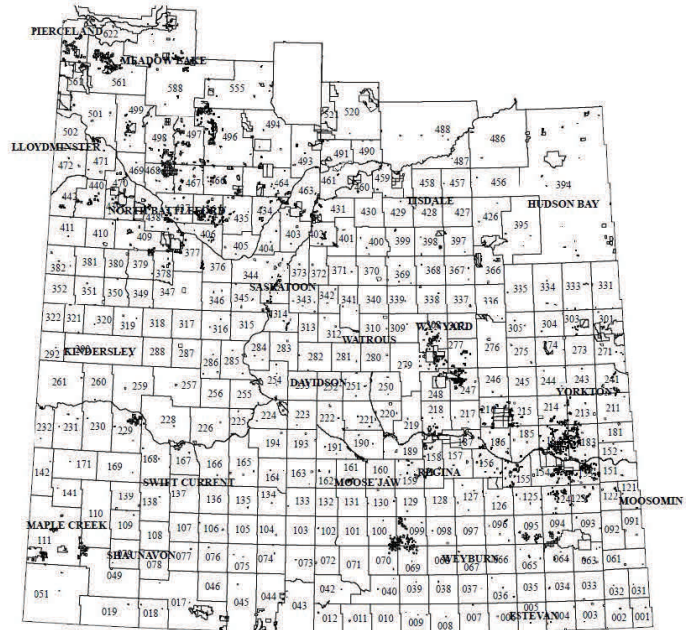 PIERCELAND 622
MEADOW LAKE
561 561 588 555
499 494 521 520
501 498 497 496 488 486
502
LLOYDMINSTER 491 490
472 471 493 487
469 468 467 466 464 461 459 458 457 456 394
440 470 463 460
442 TISDALE HUDSON BAY
438 NORTH BATTLEFORD 435 434 431 430 429 428 427 426
411 410 409 406 405 404 403 402 401 400 399 398 397 395
382 381 380 379 378 376 344 373 372 371 370 369 368 367 366
352 351 350 349 347 346 345 SASKATOON 343 342 341 340 339 338 337 336 335 334 333 331
322 321 320 319 318 317 316 315 314 313 312 310 309 WYNYARD 305 304 303 301
WATROUS
292 KINDERSLEY 288 287 286 285 284 283 282 281 280 279 277 276 275 274 273 271
261 260 259 257 256 255 254 DAVIDSON 252 251 250 248 247 246 245 244 243 241
YORKTON
232 231 230 229 228 226 225 224 223 222 221 220 219 218 217 216 215 214 213 211
142 171 169 168 167 166 165 194 193 191 190 189 187 186 185 183 181
164 163 162 161 160 159 158 157 156 155 154 152 151
SWIFT CURRENT MOOSE JAW REGINA
141 139 138 137 136 135 134 133 132 131 130 129 128 127 126 125 124 123 121
110 MOOSOMIN
MAPLE CREEK 109 108 107 106 105 104 103 102 101 100 099 098 097 096 095 094 093 092 091
111
SHAUNAVON 078 077 076 075 074 073 072 071 070 069 WEYBURN 066 065 064 063 061
051 049 046 045 044 043 042 040 039 038 037 036 035 034 033 032 031
019 018 017 012 011 009 008 007 006 005 ESTEVAN 004 003 002 001